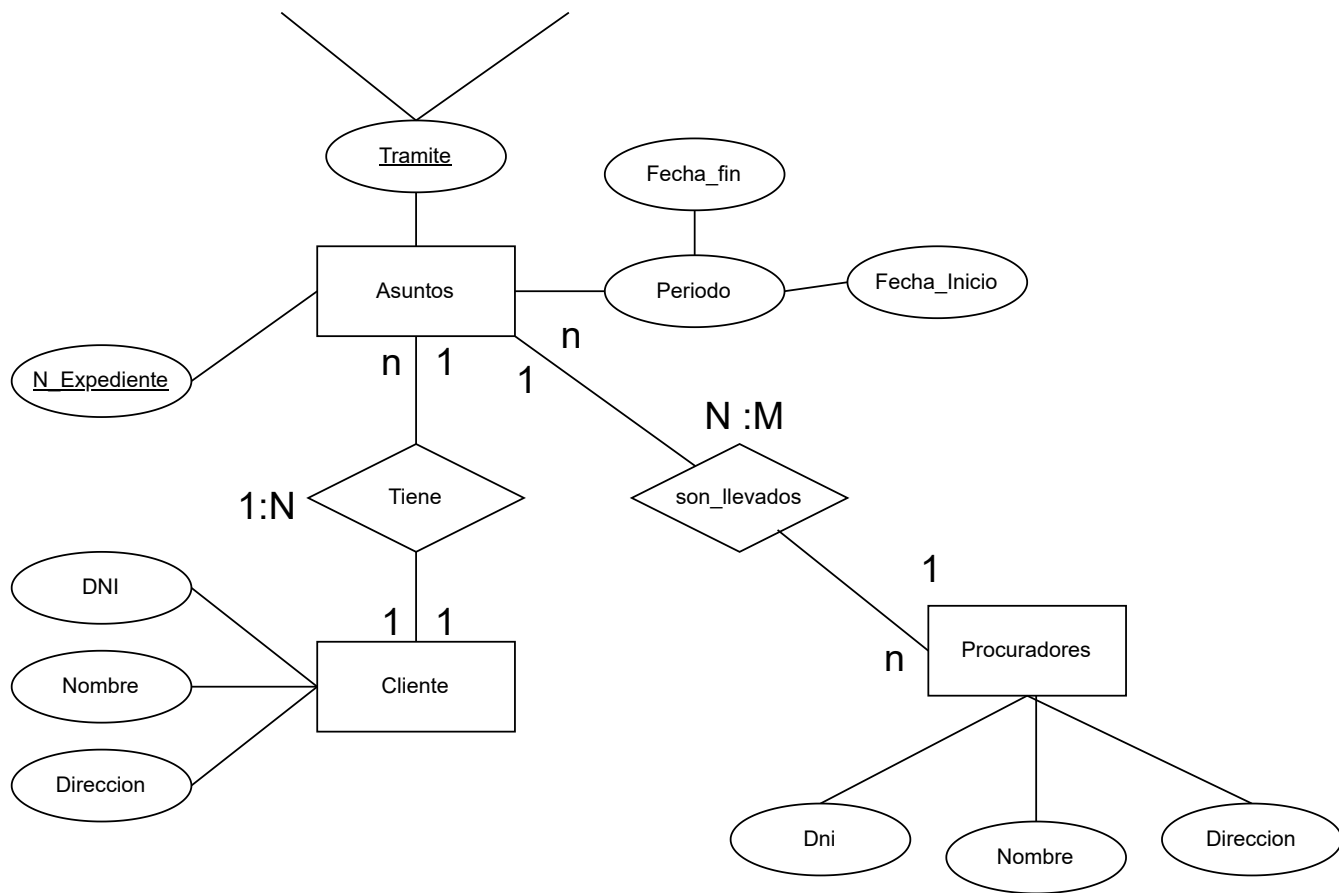 Tramite
Fecha_fin
Asuntos
Periodo
Fecha_Inicio
n
n
1
1
N_Expediente
N :M
Tiene
son_llevados
1:N
DNI
1
1
1
Procuradores
n
Nombre
Cliente
Direccion
Dni
Nombre
Direccion